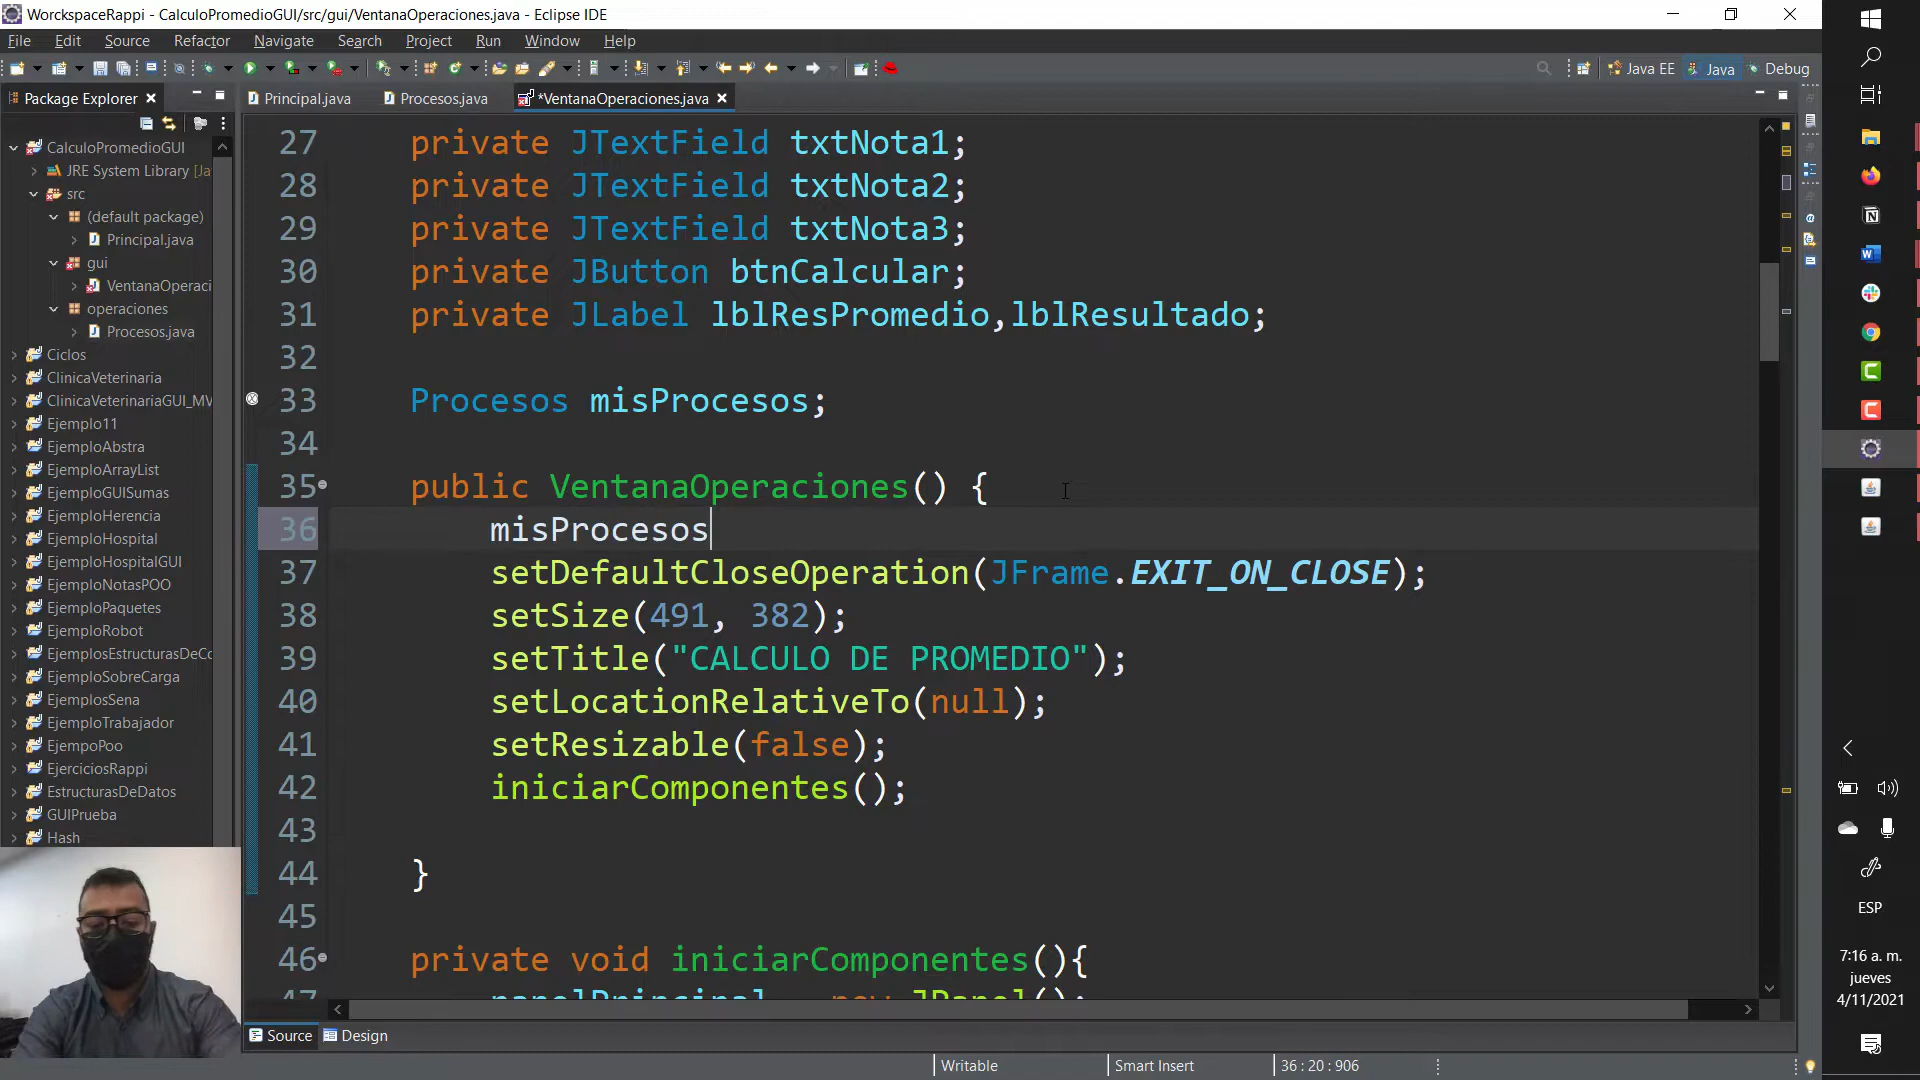 WorckspaceRappi - CalculoPromedioGUI/src/gui/VentanaOperaciones.java - Eclipse IDE
File Edit Source Refactor Navigate Search Project Run Window Help
Java EE Java Debug
Package Explorer
Principal.java Procesos.java *VentanaOperaciones.java
CalculoPromedioGUI
JRE System Library [Ja
src
(default package)
Principal.java
gui
VentanaOperaci
operaciones
Procesos.java
Ciclos
ClinicaVeterinaria
ClinicaVeterinariaGUI_MV
Ejemplo11
EjemploAbstra
EjemploArrayList
EjemploGUISumas
EjemploHerencia
EjemploHospital
EjemploHospitalGUI
EjemploNotasPOO
EjemploPaquetes
EjemploRobot
EjemplosEstructurasDeCo
EjemploSobreCarga
EjemplosSena
EjemploTrabajador
EjempoPoo
EjerciciosRappi
EstructurasDeDatos
GUIPrueba
Hash
27 private JTextField txtNota1;
28 private JTextField txtNota2;
29 private JTextField txtNota3;
30 private JButton btnCalcular;
31 private JLabel lblResPromedio,lblResultado;
32
33 Procesos misProcesos;
34
35 public VentanaOperaciones() {
36 misProcesos
37 setDefaultCloseOperation(JFrame.EXIT_ON_CLOSE);
38 setSize(491, 382);
39 setTitle("CALCULO DE PROMEDIO");
40 setLocationRelativeTo(null);
41 setResizable(false);
42 iniciarComponentes();
43
44 }
45
46 private void iniciarComponentes(){
47 panelPrincipal = new JPanel();
Source Design
Writable Smart Insert 36 : 20 : 906
ESP
7:16 a. m.
jueves
4/11/2021